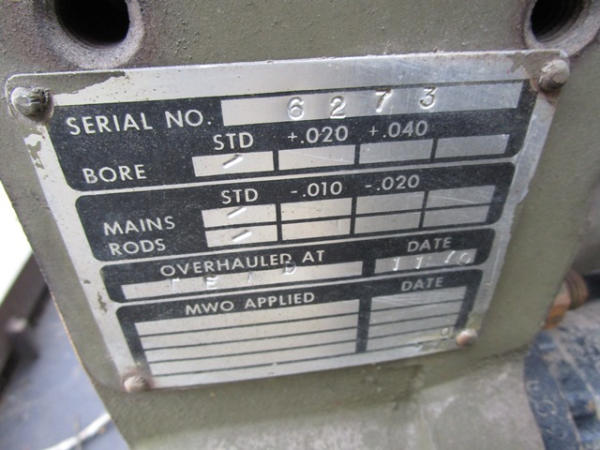 SERIAL NO. 6273
STD +.020 +.040
BORE /
STD -.010 -.020
MAINS /
RODS /
OVERHAULED AT DATE
MWO APPLIED DATE